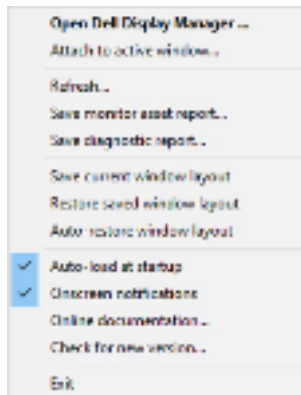 Open Dell Display Manager ...
Attach to active window...
Refresh...
Save monitor asset report...
Save diagnostic report...
Save current window layout
Restore saved window layout
Auto-restore window layout
Auto-load at startup
Onscreen notifications
Online documentation...
Check for new version...
Exit